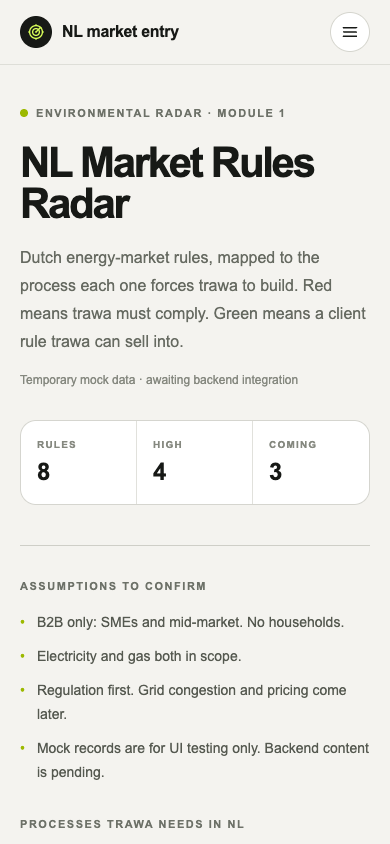 NL market entry
ENVIRONMENTAL RADAR · MODULE 1
NL Market Rules
Radar
Dutch energy-market rules, mapped to the
process each one forces trawa to build. Red
means trawa must comply. Green means a client
rule trawa can sell into.
Temporary mock data · awaiting backend integration
RULES
8
HIGH
4
COMING
3
ASSUMPTIONS TO CONFIRM
• B2B only: SMEs and mid-market. No households.
• Electricity and gas both in scope.
• Regulation first. Grid congestion and pricing come
later.
• Mock records are for UI testing only. Backend content
is pending.
PROCESSES TRAWA NEEDS IN NL